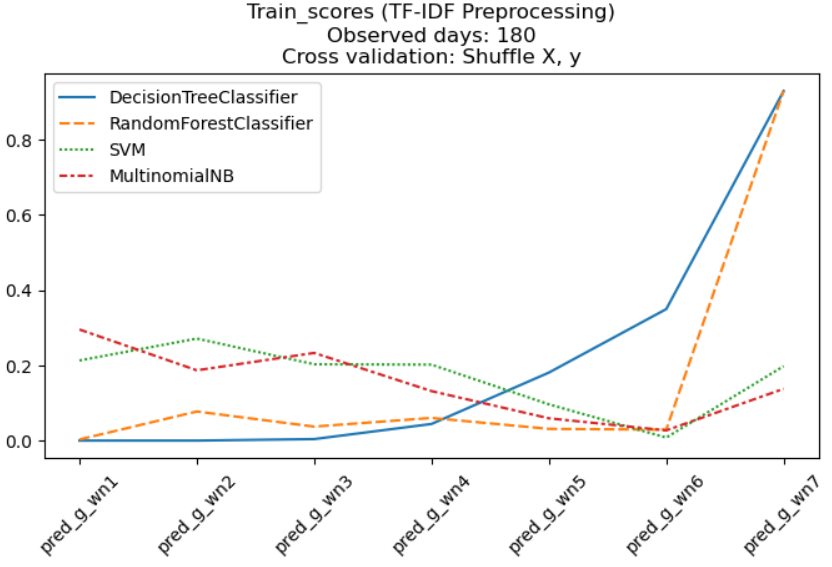 Train_scores (TF-IDF Preprocessing)
Observed days: 180
Cross validation: Shuffle X, y
DecisionTreeClassifier
RandomForestClassifier
SVM
MultinomialNB
0.8
0.6
0.4
0.2
0.0
pred_g_wn1
pred_g_wn2
pred_g_wn3
pred_g_wn4
pred_g_wn5
pred_g_wn6
pred_g_wn7